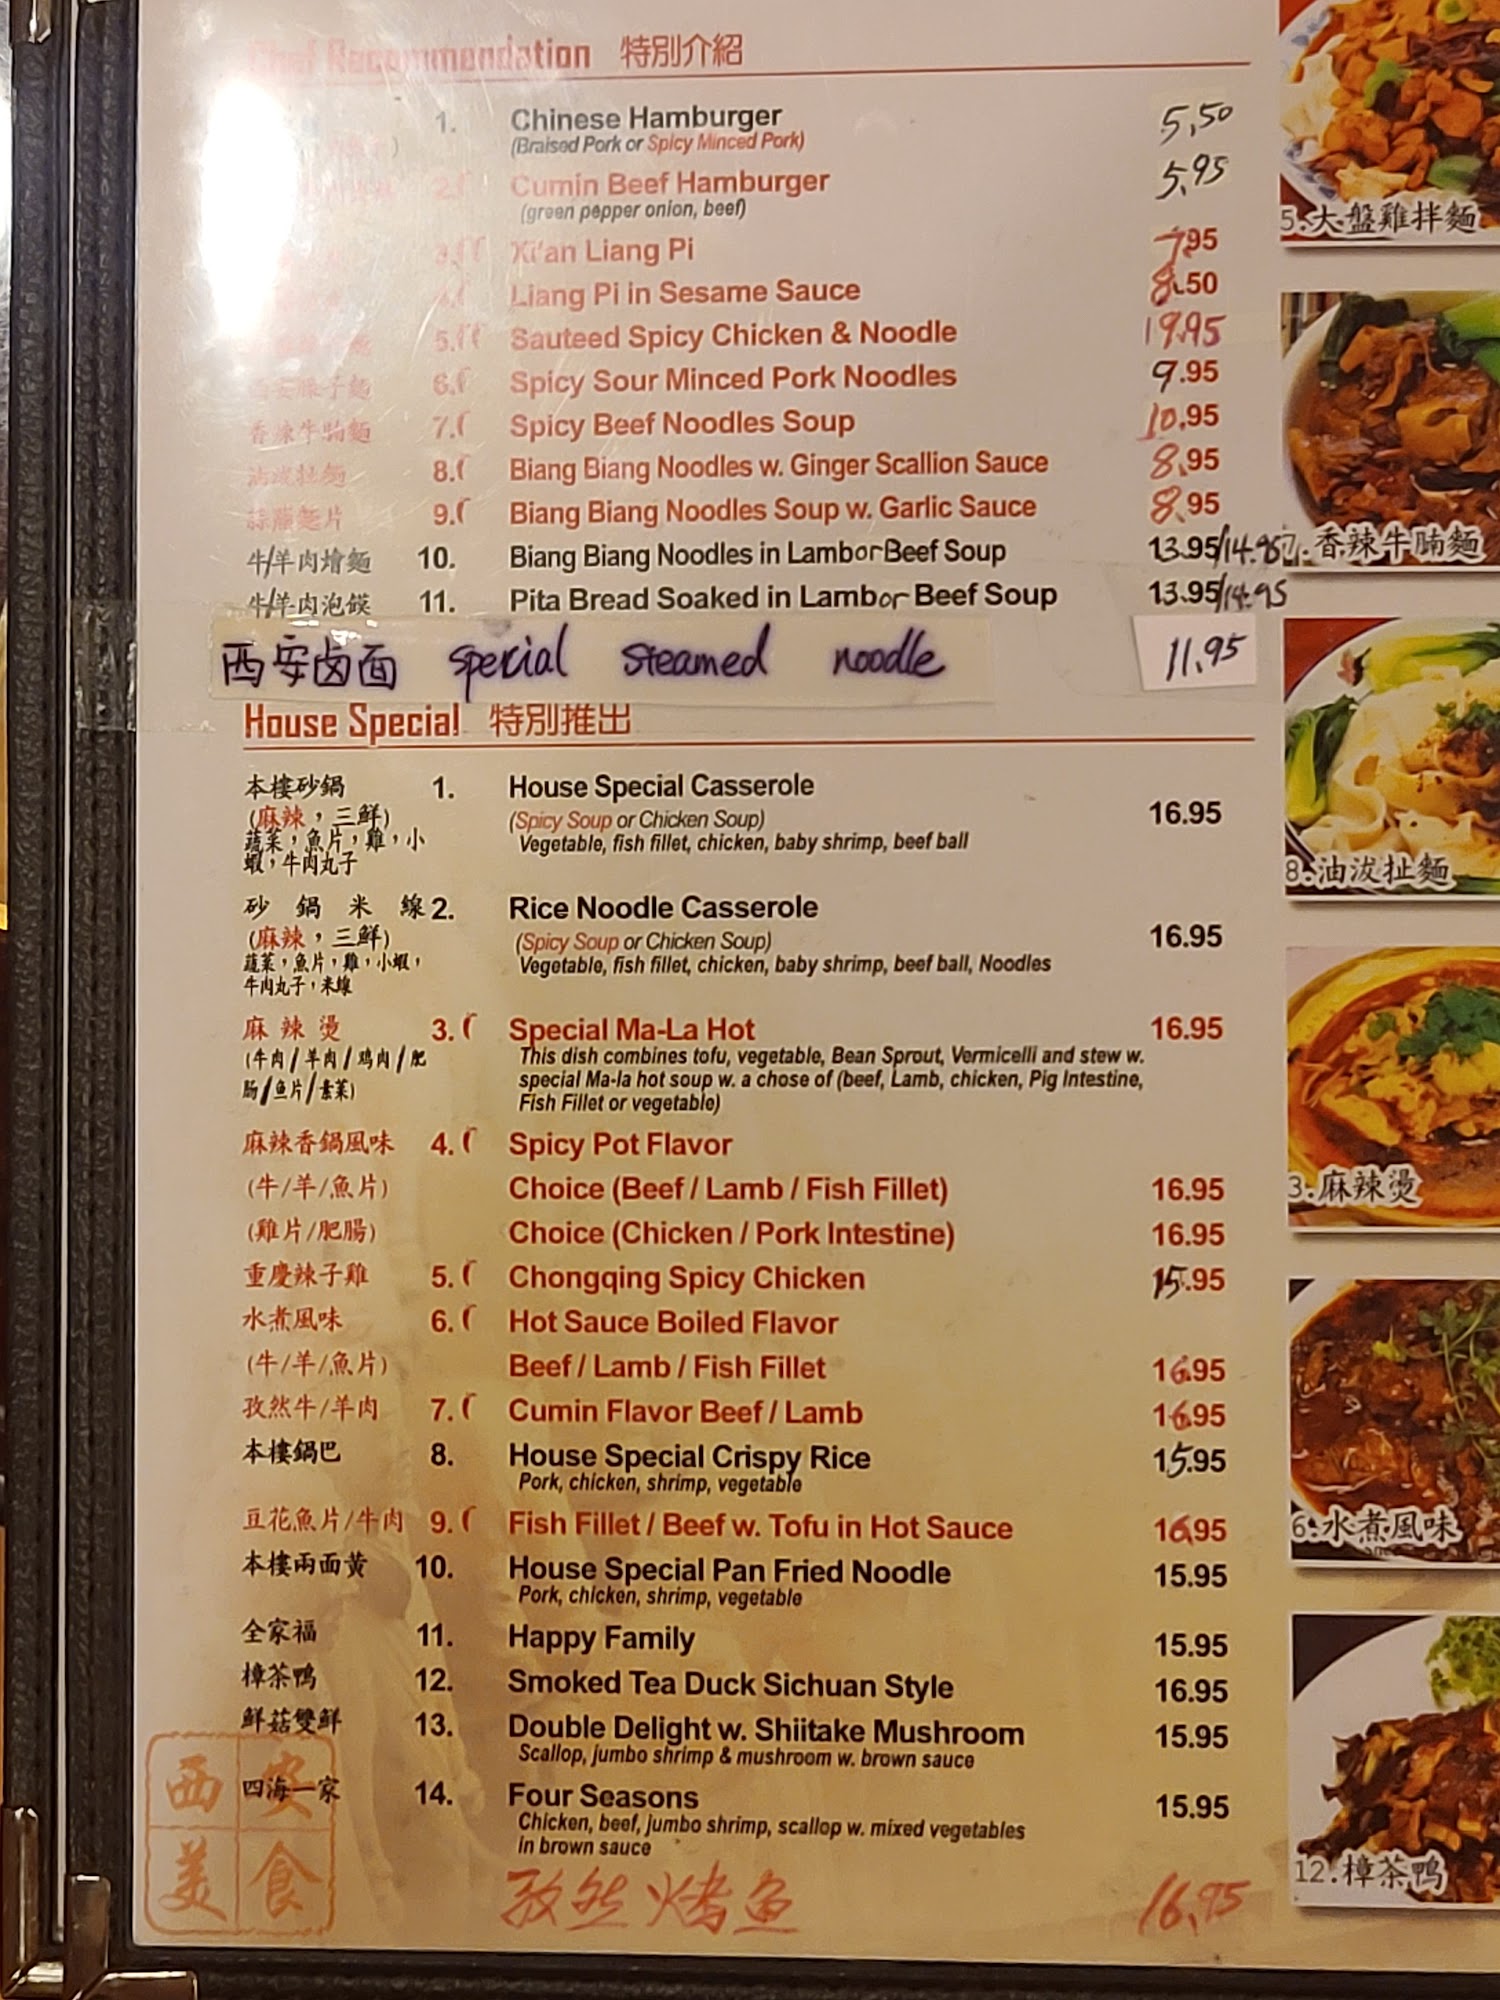 Chef Recommendation 特別介紹
1. Chinese Hamburger 5.50
(Braised Pork or Spicy Minced Pork)
2. Cumin Beef Hamburger 5.95
(green pepper onion, beef)
3. Xi'an Liang Pi 7.95
Liang Pi in Sesame Sauce 8.50
5. Sauteed Spicy Chicken & Noodle 19.95
西安臊子麵 6. Spicy Sour Minced Pork Noodles 9.95
香辣牛腩麵 7. Spicy Beef Noodles Soup 10.95
油泼扯麵 8. Biang Biang Noodles w. Ginger Scallion Sauce 8.95
蒜蘸麵片 9. Biang Biang Noodles Soup w. Garlic Sauce 8.95
牛/羊肉燴麵 10. Biang Biang Noodles in Lamb or Beef Soup 13.95/14.95
牛/羊肉泡馍 11. Pita Bread Soaked in Lamb or Beef Soup 13.95/14.95
西安卤面 special steamed noodle 11.95
House Special 特別推出
本樓砂鍋 1. House Special Casserole 16.95
(麻辣，三鮮) (Spicy Soup or Chicken Soup)
蔬菜，魚片，雞，小 Vegetable, fish fillet, chicken, baby shrimp, beef ball
蝦，牛肉丸子
砂鍋米線 2. Rice Noodle Casserole 16.95
(麻辣，三鮮) (Spicy Soup or Chicken Soup)
蔬菜，魚片，雞，小蝦， Vegetable, fish fillet, chicken, baby shrimp, beef ball, Noodles
牛肉丸子，米線
麻辣燙 3. Special Ma-La Hot 16.95
(牛肉/羊肉/鸡肉/肥 This dish combines tofu, vegetable, Bean Sprout, Vermicelli and stew w.
肠/鱼片/素菜) special Ma-la hot soup w. a chose of (beef, Lamb, chicken, Pig Intestine,
Fish Fillet or vegetable)
麻辣香鍋風味 4. Spicy Pot Flavor
(牛/羊/魚片) Choice (Beef / Lamb / Fish Fillet) 16.95
(雞片/肥腸) Choice (Chicken / Pork Intestine) 16.95
重慶辣子雞 5. Chongqing Spicy Chicken 15.95
水煮風味 6. Hot Sauce Boiled Flavor
(牛/羊/魚片) Beef / Lamb / Fish Fillet 16.95
孜然牛/羊肉 7. Cumin Flavor Beef / Lamb 16.95
本樓鍋巴 8. House Special Crispy Rice 15.95
Pork, chicken, shrimp, vegetable
豆花魚片/牛肉 9. Fish Fillet / Beef w. Tofu in Hot Sauce 16.95
本樓兩面黃 10. House Special Pan Fried Noodle 15.95
Pork, chicken, shrimp, vegetable
全家福 11. Happy Family 15.95
樟茶鴨 12. Smoked Tea Duck Sichuan Style 16.95
鮮菇雙鮮 13. Double Delight w. Shiitake Mushroom 15.95
Scallop, jumbo shrimp & mushroom w. brown sauce
四海一家 14. Four Seasons 15.95
Chicken, beef, jumbo shrimp, scallop w. mixed vegetables
in brown sauce
孜然烤鱼 16.95
西安
美食
5.大盤雞拌麵
7.香辣牛腩麵
8.油泼扯麵
3.麻辣燙
6.水煮風味
12.樟茶鴨